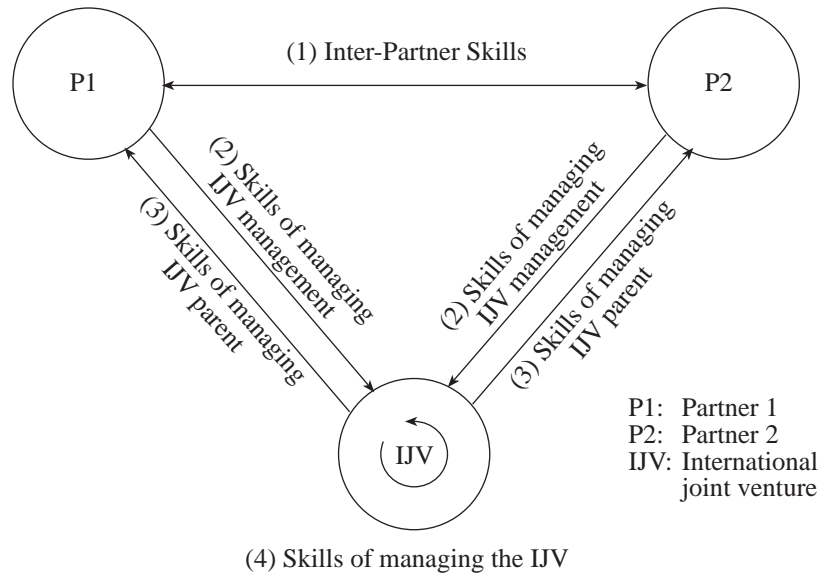 (1) Inter-Partner Skills
P1
P2
(2) Skills of managing
IJV management
(3) Skills of managing
IJV parent
(2) Skills of managing
IJV management
(3) Skills of managing
IJV parent
IJV
P1: Partner 1
P2: Partner 2
IJV: International
joint venture
(4) Skills of managing the IJV